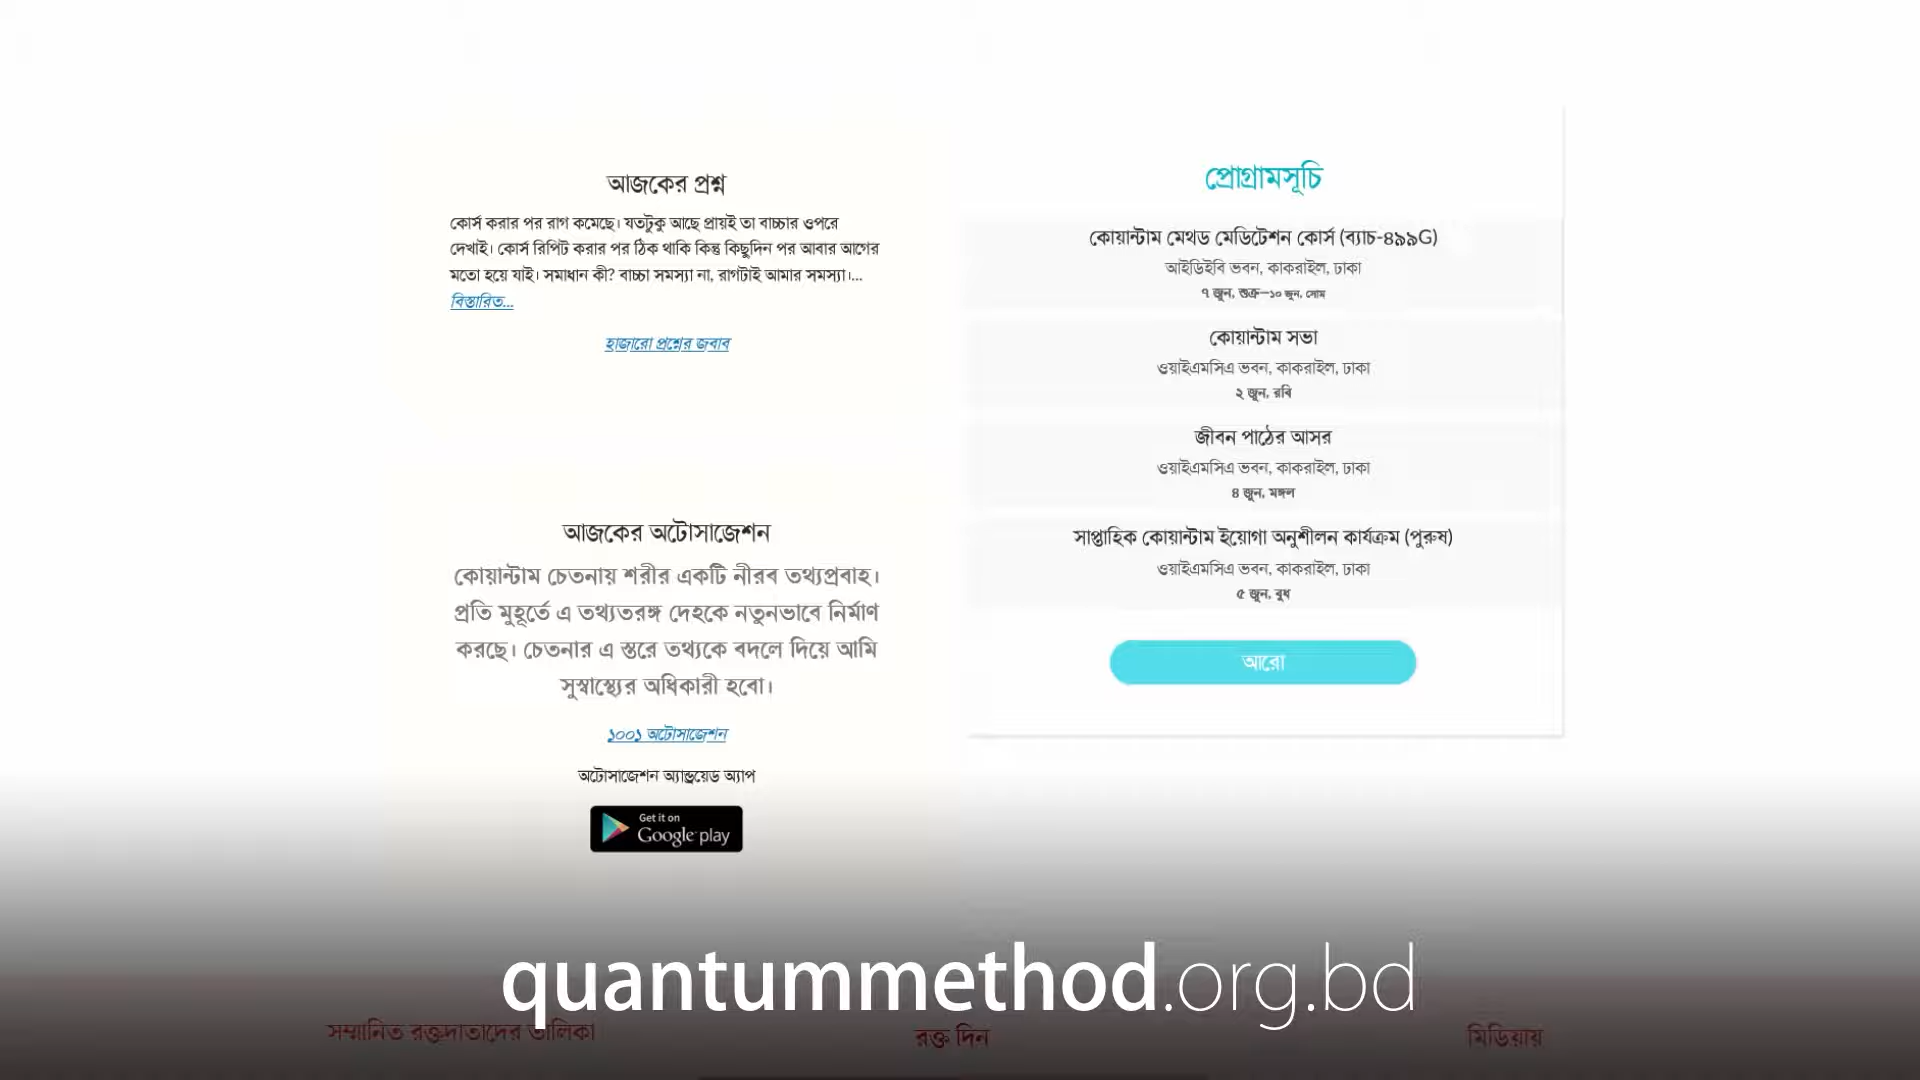 আজকের প্রশ্ন
কোর্স করার পর রাগ কমেছে। যতটুকু আছে প্রায়ই তা বাচ্চার ওপরে
দেখাই। কোর্স রিপিট করার পর ঠিক থাকি কিন্তু কিছুদিন পর আবার আগের
মতো হয়ে যাই। সমাধান কী? বাচ্চা সমস্যা না, রাগটাই আমার সমস্যা।...
বিস্তারিত...
হাজারো প্রশ্নের জবাব
আজকের অটোসাজেশন
কোয়ান্টাম চেতনায় শরীর একটি নীরব তথ্যপ্রবাহ।
প্রতি মুহূর্তে এ তথ্যতরঙ্গ দেহকে নতুনভাবে নির্মাণ
করছে। চেতনার এ স্তরে তথ্যকে বদলে দিয়ে আমি
সুস্বাস্থ্যের অধিকারী হবো।
১০০১ অটোসাজেশন
অটোসাজেশন অ্যান্ড্রয়েড অ্যাপ
Get it on
Google play
প্রোগ্রামসূচি
কোয়ান্টাম মেথড মেডিটেশন কোর্স (ব্যাচ-৪৯৯G)
আইডিইবি ভবন, কাকরাইল, ঢাকা
৭ জুন, শুক্র—১০ জুন, সোম
কোয়ান্টাম সভা
ওয়াইএমসিএ ভবন, কাকরাইল, ঢাকা
২ জুন, রবি
জীবন পাঠের আসর
ওয়াইএমসিএ ভবন, কাকরাইল, ঢাকা
৪ জুন, মঙ্গল
সাপ্তাহিক কোয়ান্টাম ইয়োগা অনুশীলন কার্যক্রম (পুরুষ)
ওয়াইএমসিএ ভবন, কাকরাইল, ঢাকা
৫ জুন, বুধ
আরো
quantummethod.org.bd
সম্মানিত রক্তদাতাদের তালিকা
রক্ত দিন
মিডিয়ায়